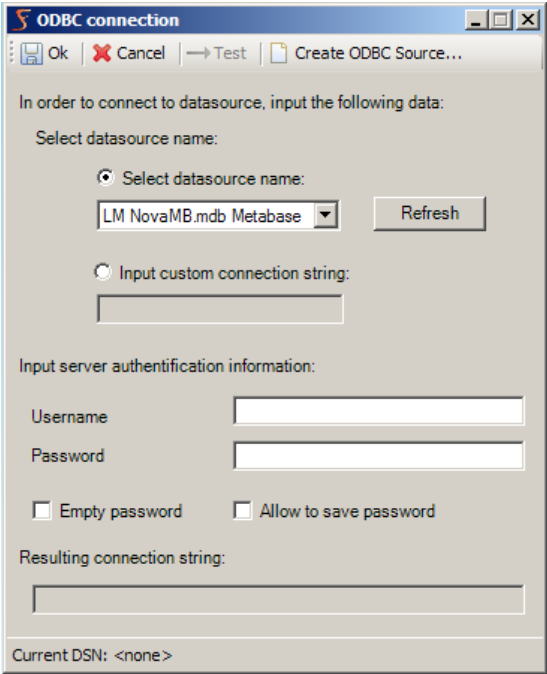 ODBC connection
Ok Cancel Test Create ODBC Source...
In order to connect to datasource, input the following data:
Select datasource name:
Select datasource name:
LM NovaMB.mdb Metabase Refresh
Input custom connection string:
Input server authentification information:
Username
Password
Empty password Allow to save password
Resulting connection string:
Current DSN: <none>